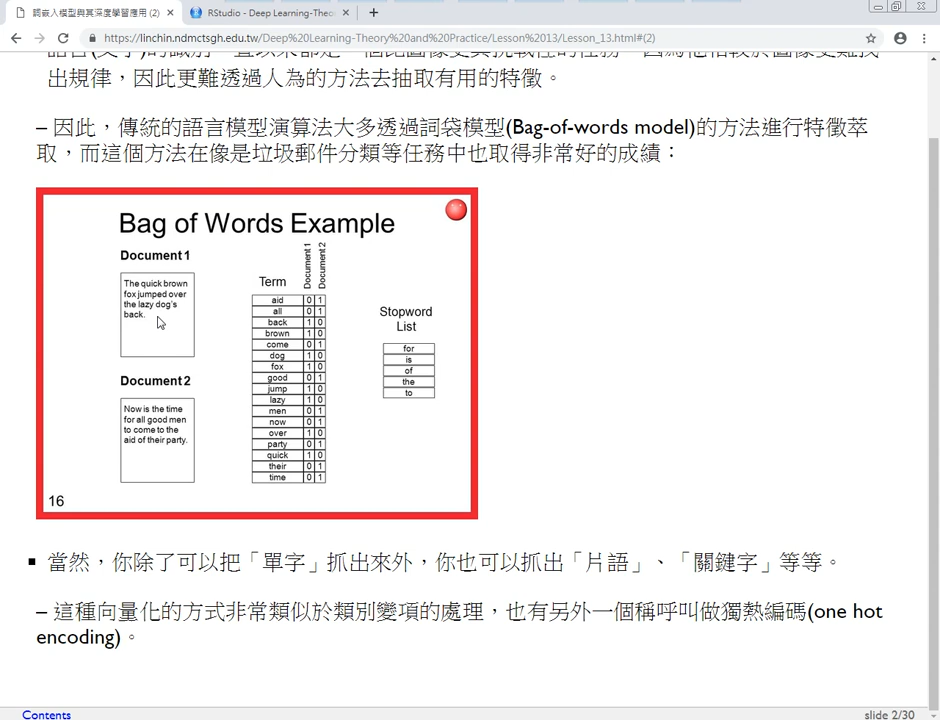 詞嵌入模型與其深度學習應用 (2)
RStudio - Deep Learning-Theo
https://linchin.ndmctsgh.edu.tw/Deep%20Learning-Theory%20and%20Practice/Lesson%2013/Lesson_13.html#(2)
出規律，因此更難透過人為的方法去抽取有用的特徵。
– 因此，傳統的語言模型演算法大多透過詞袋模型(Bag-of-words model)的方法進行特徵萃
取，而這個方法在像是垃圾郵件分類等任務中也取得非常好的成績：
Bag of Words Example
Document 1
The quick brown
fox jumped over
the lazy dog's
back.
Document 2
Now is the time
for all good men
to come to the
aid of their party.
Term Document 1 Document 2
aid 0 1
all 0 1
back 1 0
brown 1 0
come 0 1
dog 1 0
fox 1 0
good 0 1
jump 1 0
lazy 1 0
men 0 1
now 0 1
over 1 0
party 0 1
quick 1 0
their 0 1
time 0 1
Stopword
List
for
is
of
the
to
16
▪ 當然，你除了可以把「單字」抓出來外，你也可以抓出「片語」、「關鍵字」等等。
– 這種向量化的方式非常類似於類別變項的處理，也有另外一個稱呼叫做獨熱編碼(one hot
encoding)。
Contents
slide 2/30